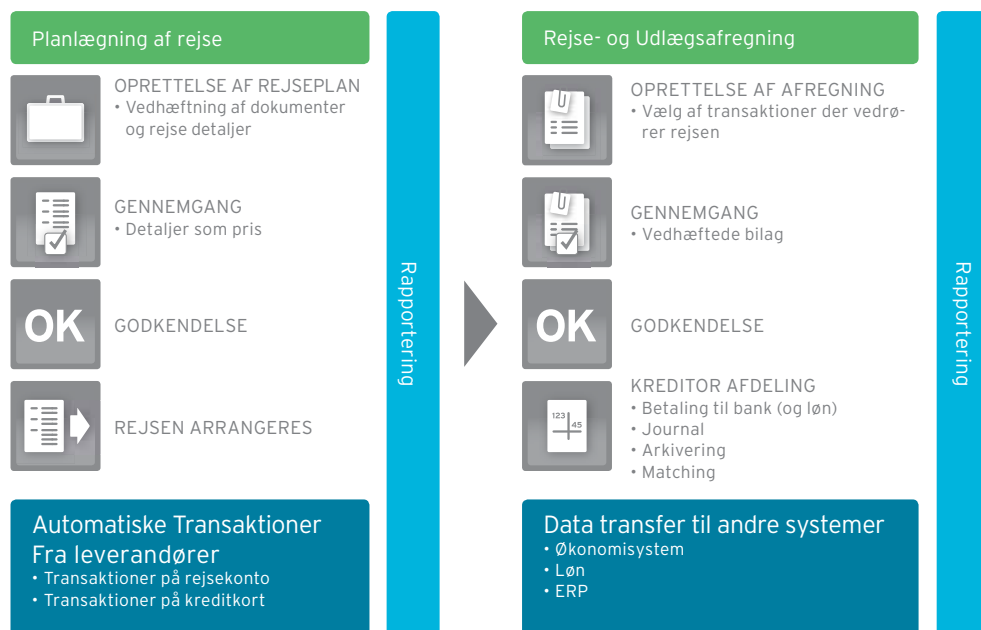 Planlægning af rejse
OPRETTELSE AF REJSEPLAN
• Vedhæftning af dokumenter
og rejse detaljer
GENNEMGANG
• Detaljer som pris
OK
GODKENDELSE
REJSEN ARRANGERES
Automatiske Transaktioner
Fra leverandører
• Transaktioner på rejsekonto
• Transaktioner på kreditkort
Rapportering
Rejse- og Udlægsafregning
OPRETTELSE AF AFREGNING
• Vælg af transaktioner der vedrø-
rer rejsen
GENNEMGANG
• Vedhæftede bilag
OK
GODKENDELSE
123
45
KREDITOR AFDELING
• Betaling til bank (og løn)
• Journal
• Arkivering
• Matching
Data transfer til andre systemer
• Økonomisystem
• Løn
• ERP
Rapportering